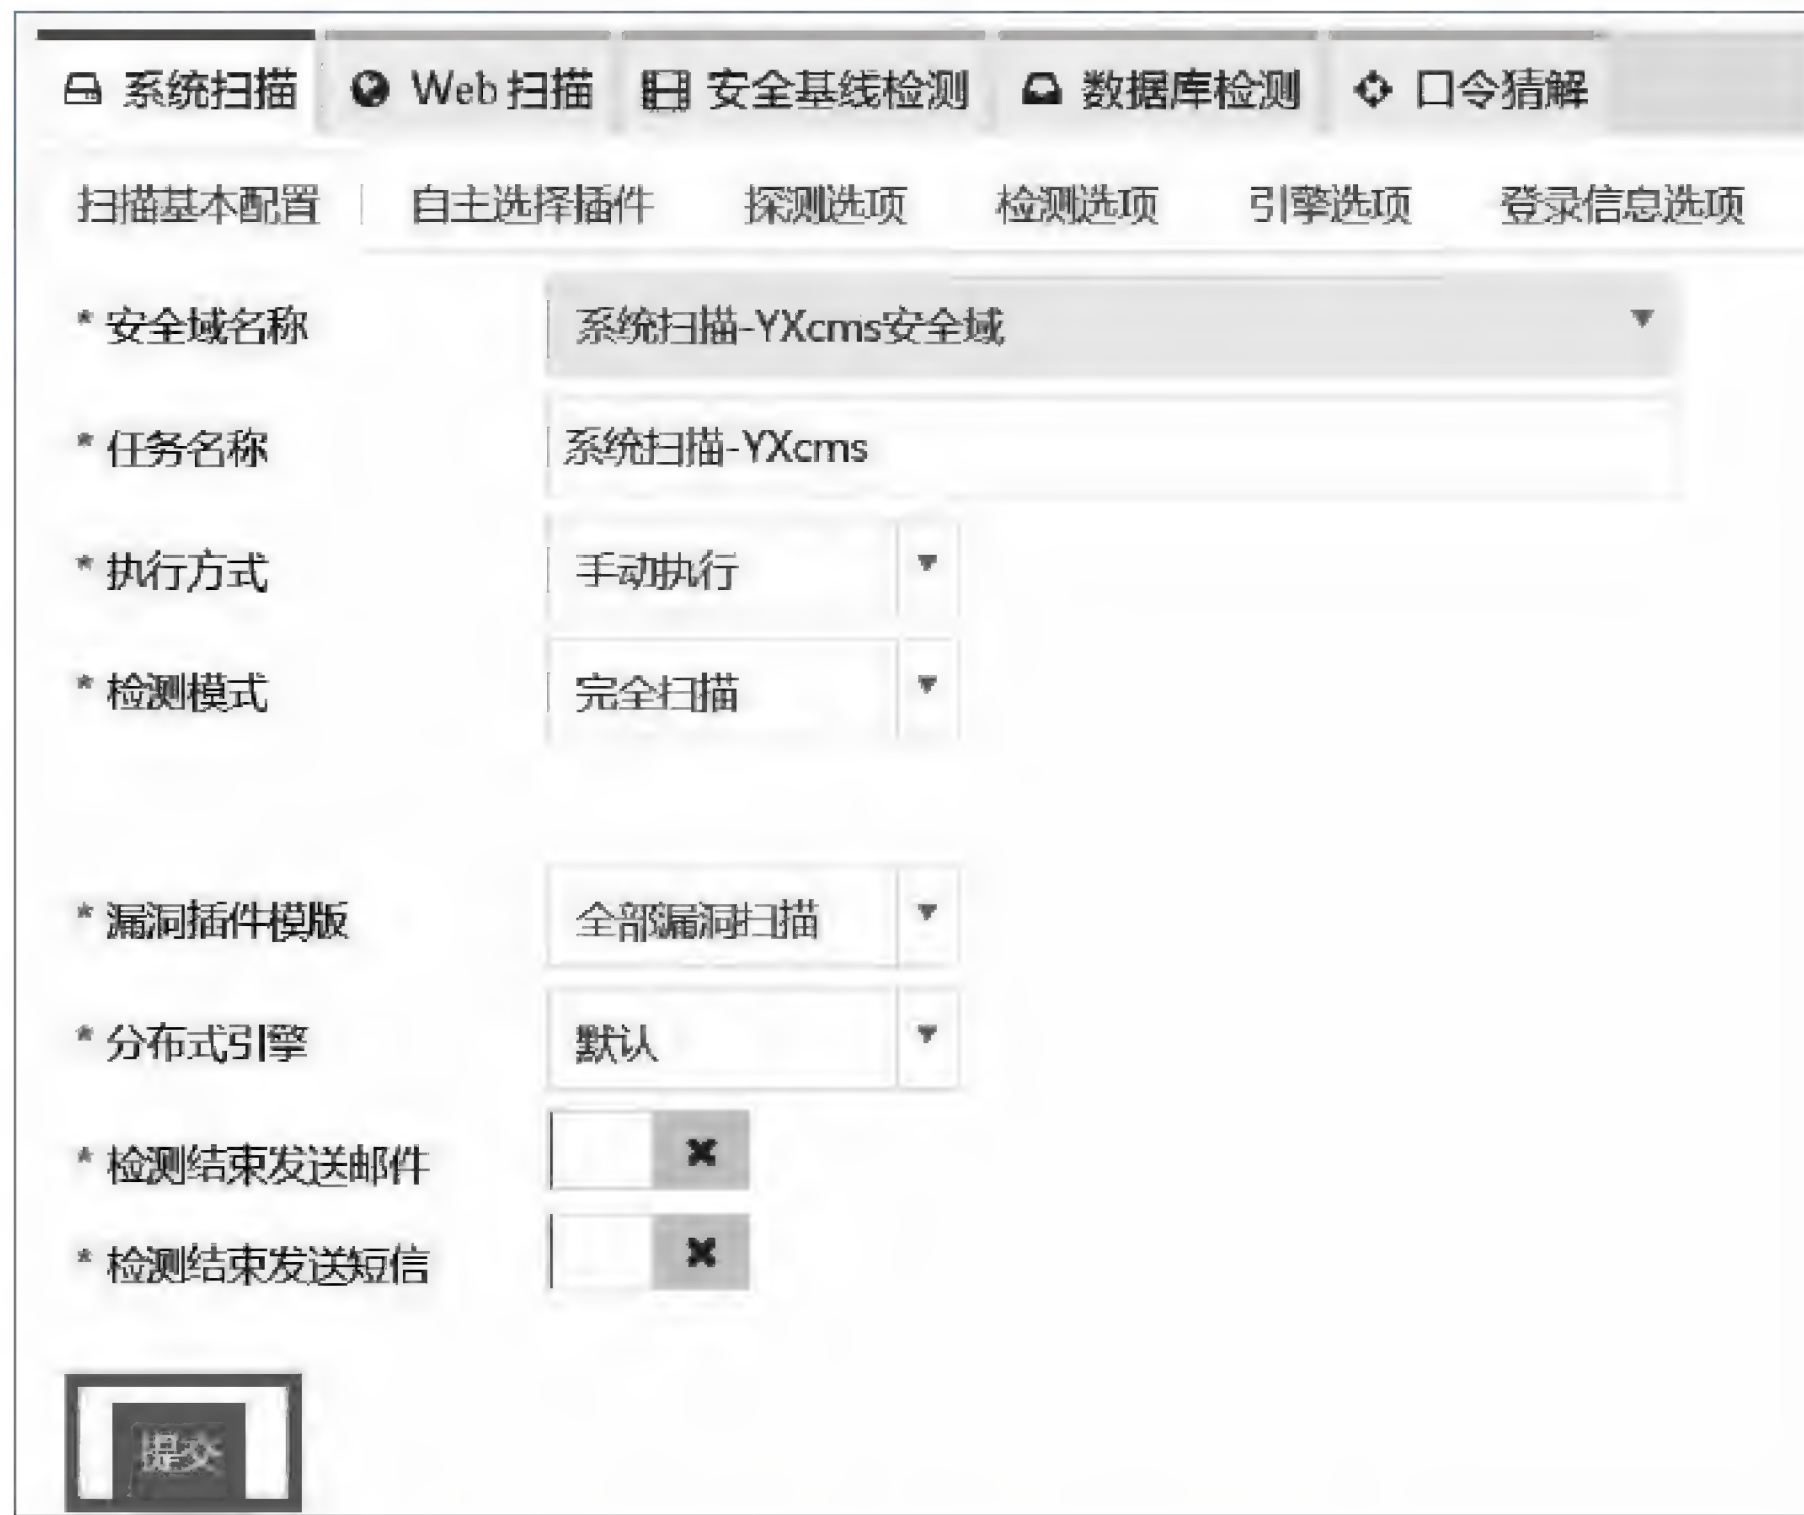 系统扫描 Web 扫描 安全基线检测 数据库检测 口令猜解
扫描基本配置 自主选择插件 探测选项 检测选项 引擎选项 登录信息选项
* 安全域名称 系统扫描-YXcms安全域
* 任务名称 系统扫描-YXcms
* 执行方式 手动执行
* 检测模式 完全扫描
* 漏洞插件模版 全部漏洞扫描
* 分布式引擎 默认
* 检测结束发送邮件
* 检测结束发送短信
提交